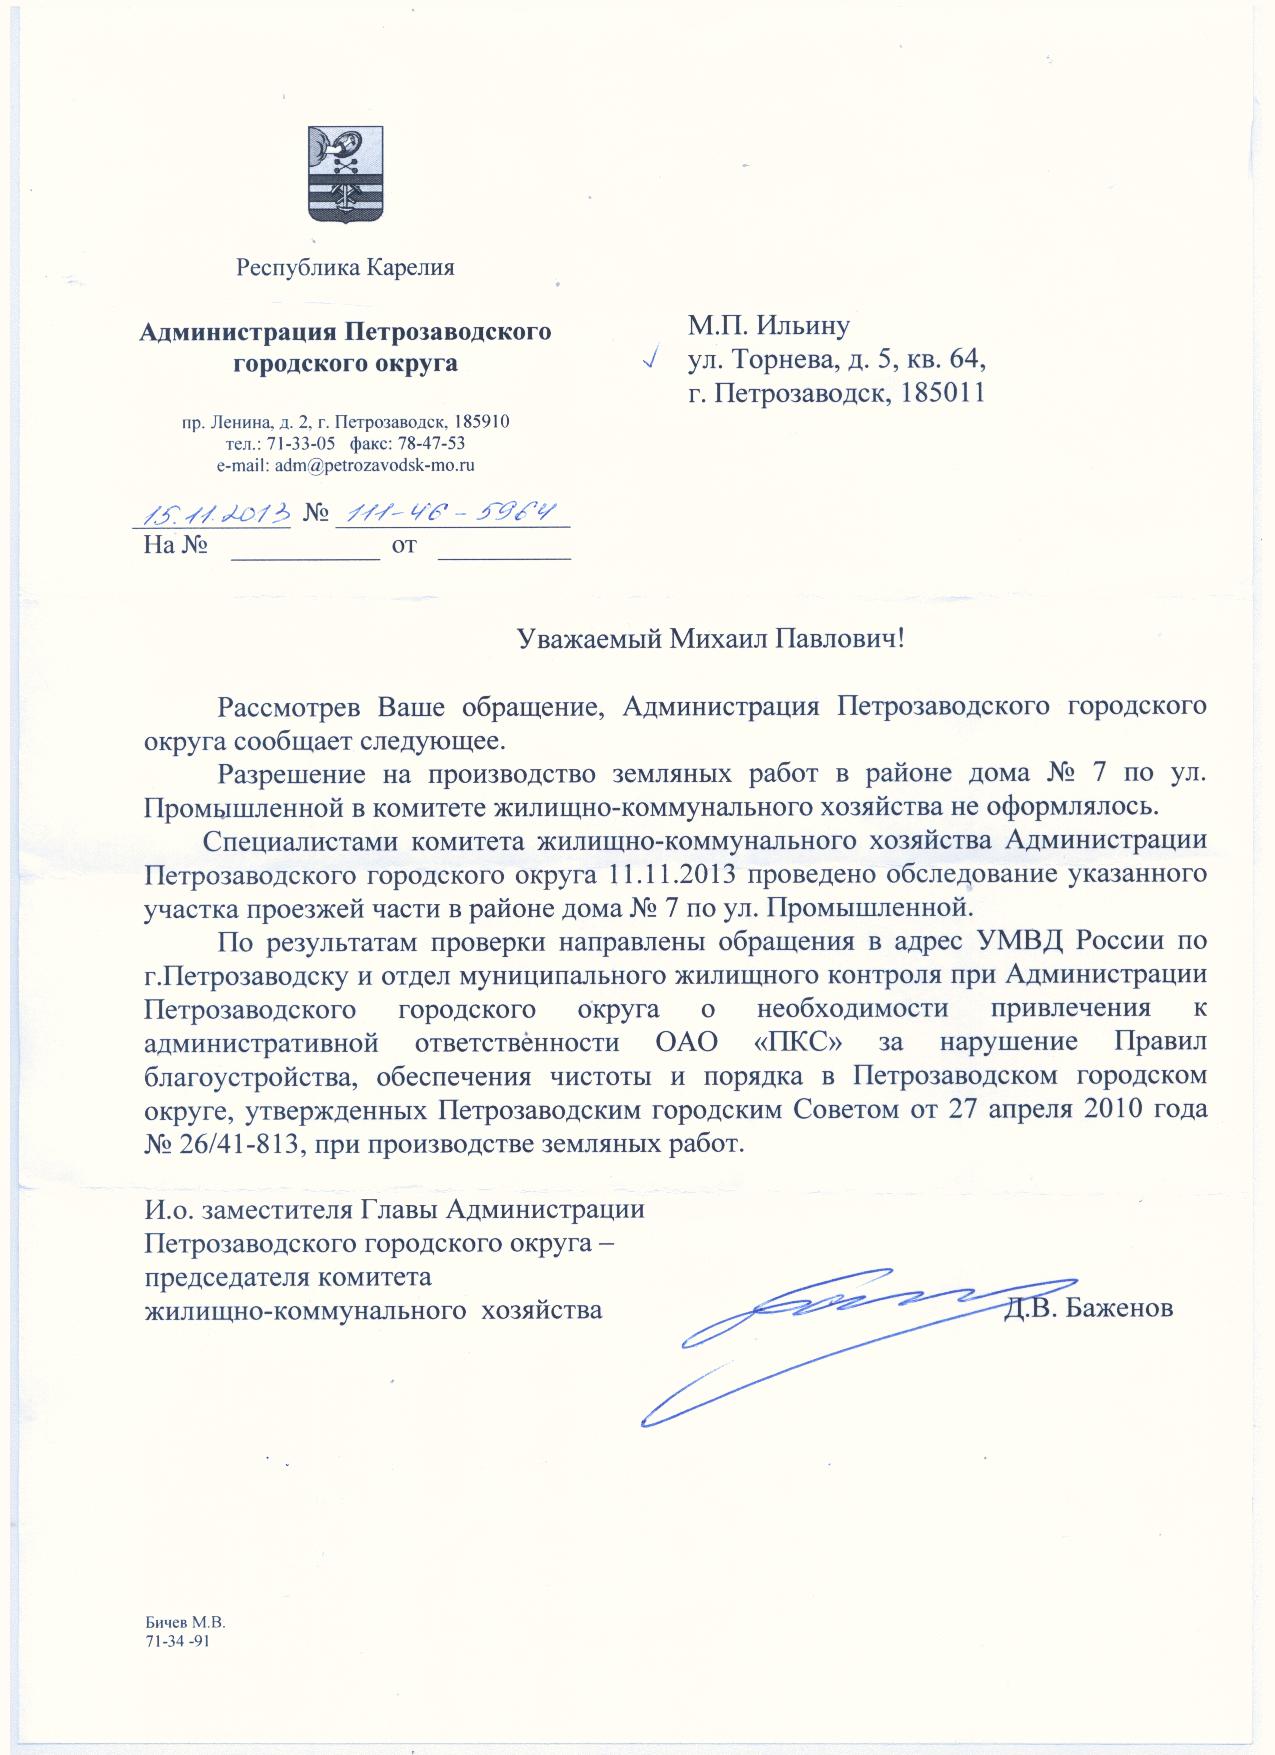 Республика Карелия
Администрация Петрозаводского
городского округа
пр. Ленина, д. 2, г. Петрозаводск, 185910
тел.: 71-33-05 факс: 78-47-53
e-mail: adm@petrozavodsk-mo.ru
15.11.2013 № 111-46-5964
На № от
М.П. Ильину
ул. Торнева, д. 5, кв. 64,
г. Петрозаводск, 185011
Уважаемый Михаил Павлович!
Рассмотрев Ваше обращение, Администрация Петрозаводского городского
округа сообщает следующее.
Разрешение на производство земляных работ в районе дома № 7 по ул.
Промышленной в комитете жилищно-коммунального хозяйства не оформлялось.
Специалистами комитета жилищно-коммунального хозяйства Администрации
Петрозаводского городского округа 11.11.2013 проведено обследование указанного
участка проезжей части в районе дома № 7 по ул. Промышленной.
По результатам проверки направлены обращения в адрес УМВД России по
г.Петрозаводску и отдел муниципального жилищного контроля при Администрации
Петрозаводского городского округа о необходимости привлечения к
административной ответственности ОАО «ПКС» за нарушение Правил
благоустройства, обеспечения чистоты и порядка в Петрозаводском городском
округе, утвержденных Петрозаводским городским Советом от 27 апреля 2010 года
№ 26/41-813, при производстве земляных работ.
И.о. заместителя Главы Администрации
Петрозаводского городского округа –
председателя комитета
жилищно-коммунального хозяйства Д.В. Баженов
Бичев М.В.
71-34 -91